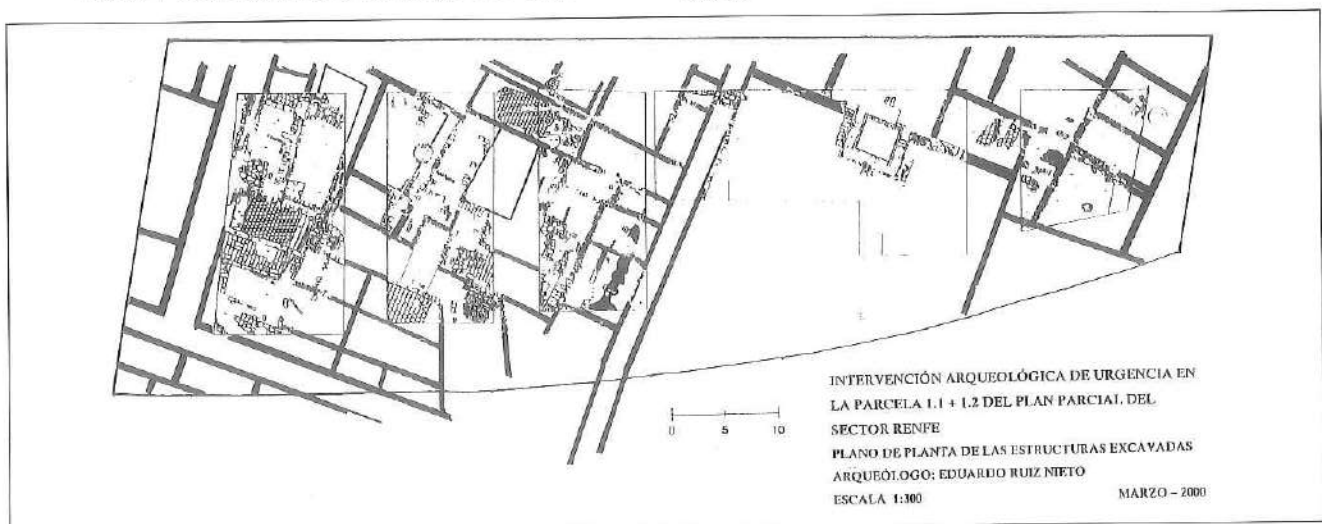 0 5 10
INTERVENCIÓN ARQUEOLÓGICA DE URGENCIA EN
LA PARCELA 1.1 + 1.2 DEL PLAN PARCIAL DEL
SECTOR RENFE
PLANO DE PLANTA DE LAS ESTRUCTURAS EXCAVADAS
ARQUEÓLOGO: EDUARDO RUIZ NIETO
ESCALA 1:300 MARZO – 2000